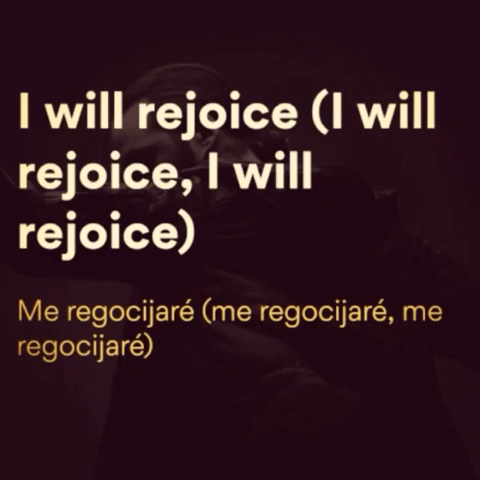 I will rejoice (I will
rejoice, I will
rejoice)
Me regocijaré (me regocijaré, me
regocijaré)